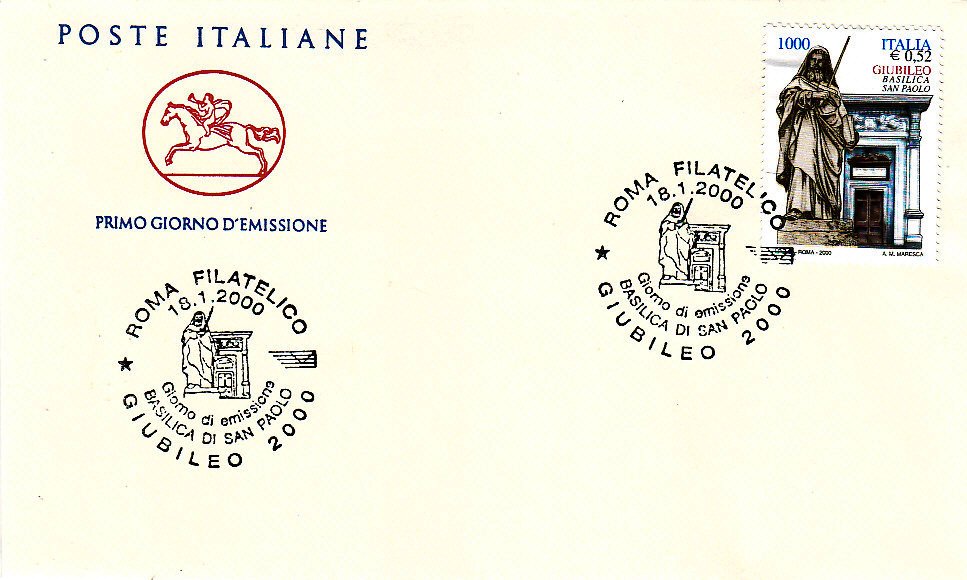 POSTE ITALIANE
PRIMO GIORNO D'EMISSIONE
1000
ITALIA
€ 0,52
GIUBILEO
BASILICA
SAN PAOLO
ROMA - 2000
A. M. MARESCA
ROMA FILATELICO
18.1.2000
Giorno di emissione
BASILICA DI SAN PAOLO
GIUBILEO 2000
ROMA FILATELICO
18.1.2000
Giorno di emissione
BASILICA DI SAN PAOLO
GIUBILEO 2000